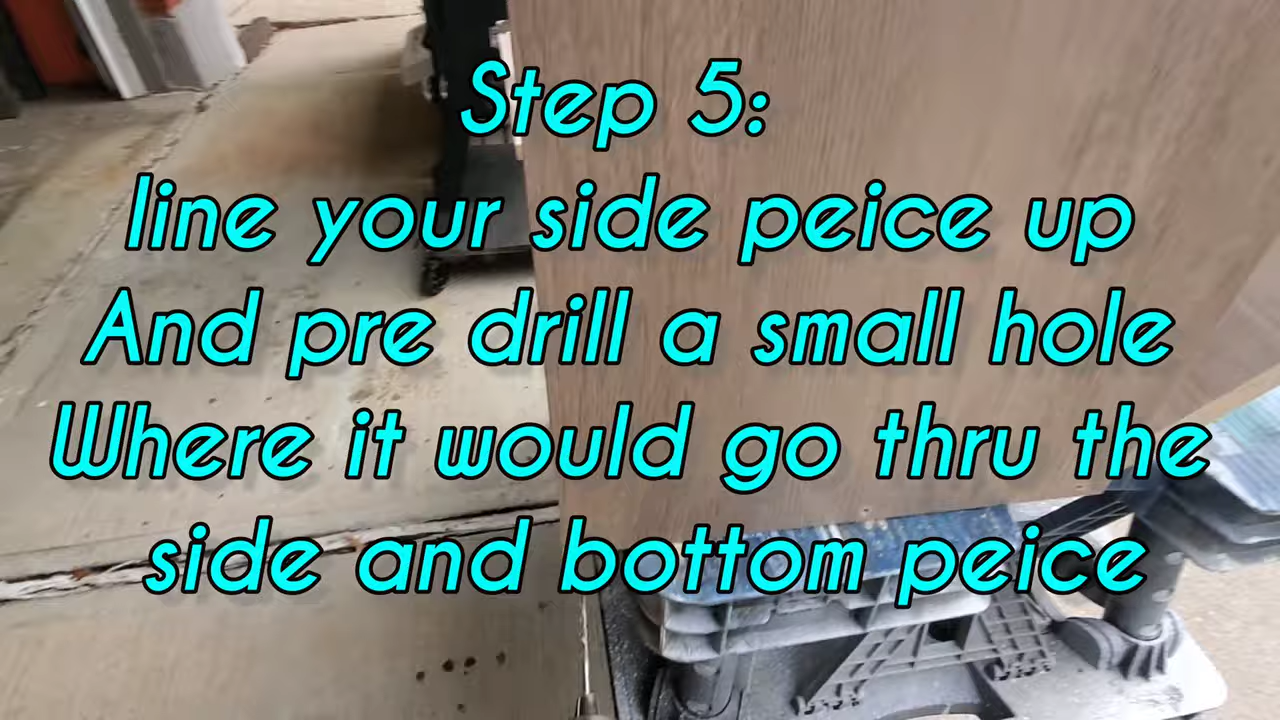 Step 5:
line your side peice up
And pre drill a small hole
Where it would go thru the
side and bottom peice